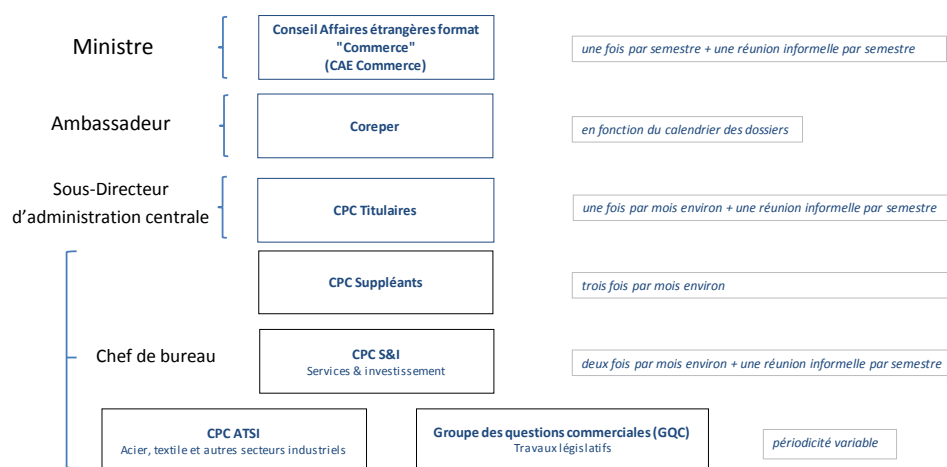 Ministre
Conseil Affaires étrangères format
"Commerce"
(CAE Commerce)
une fois par semestre + une réunion informelle par semestre
Ambassadeur
Coreper
en fonction du calendrier des dossiers
Sous-Directeur
d'administration centrale
CPC Titulaires
une fois par mois environ + une réunion informelle par semestre
CPC Suppléants
trois fois par mois environ
Chef de bureau
CPC S&I
Services & investissement
deux fois par mois environ + une réunion informelle par semestre
CPC ATSI
Acier, textile et autres secteurs industriels
Groupe des questions commerciales (GQC)
Travaux législatifs
périodicité variable